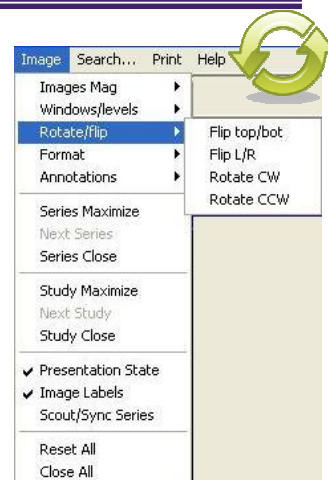 Image Search... Print Help
Images Mag
Windows/levels
Rotate/flip
Format
Annotations
Flip top/bot
Flip L/R
Rotate CW
Rotate CCW
Series Maximize
Next Series
Series Close
Study Maximize
Next Study
Study Close
Presentation State
Image Labels
Scout/Sync Series
Reset All
Close All